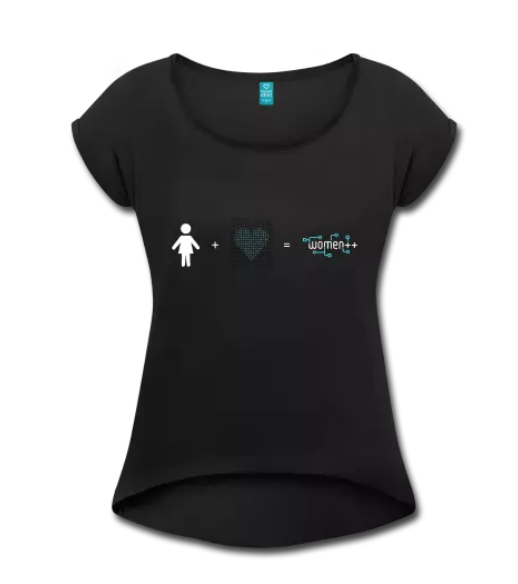 + = women++